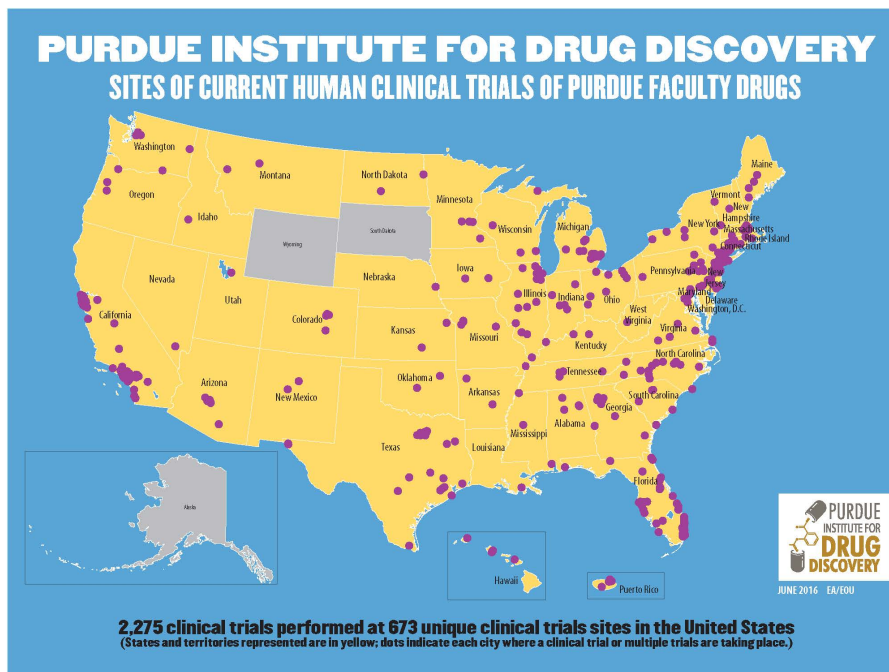 PURDUE INSTITUTE FOR DRUG DISCOVERY
SITES OF CURRENT HUMAN CLINICAL TRIALS OF PURDUE FACULTY DRUGS
Washington
Montana
North Dakota
Minnesota
Maine
Oregon
Idaho
Wyoming
South Dakota
Wisconsin
Michigan
Vermont
New
Hampshire
New York
Massachusetts
Rhode Island
Connecticut
Nevada
Utah
Nebraska
Iowa
Illinois
Indiana
Ohio
Pennsylvania
New
Jersey
Maryland
Delaware
Washington, D.C.
California
Colorado
Kansas
Missouri
West
Virginia
Virginia
Kentucky
Arizona
New Mexico
Oklahoma
Arkansas
Tennessee
North Carolina
South Carolina
Texas
Louisiana
Mississippi
Alabama
Georgia
Florida
Alaska
Hawaii
Puerto Rico
PURDUE
INSTITUTE FOR
DRUG
DISCOVERY
JUNE 2016 EA/EOU
2,275 clinical trials performed at 673 unique clinical trials sites in the United States
(States and territories represented are in yellow; dots indicate each city where a clinical trial or multiple trials are taking place.)